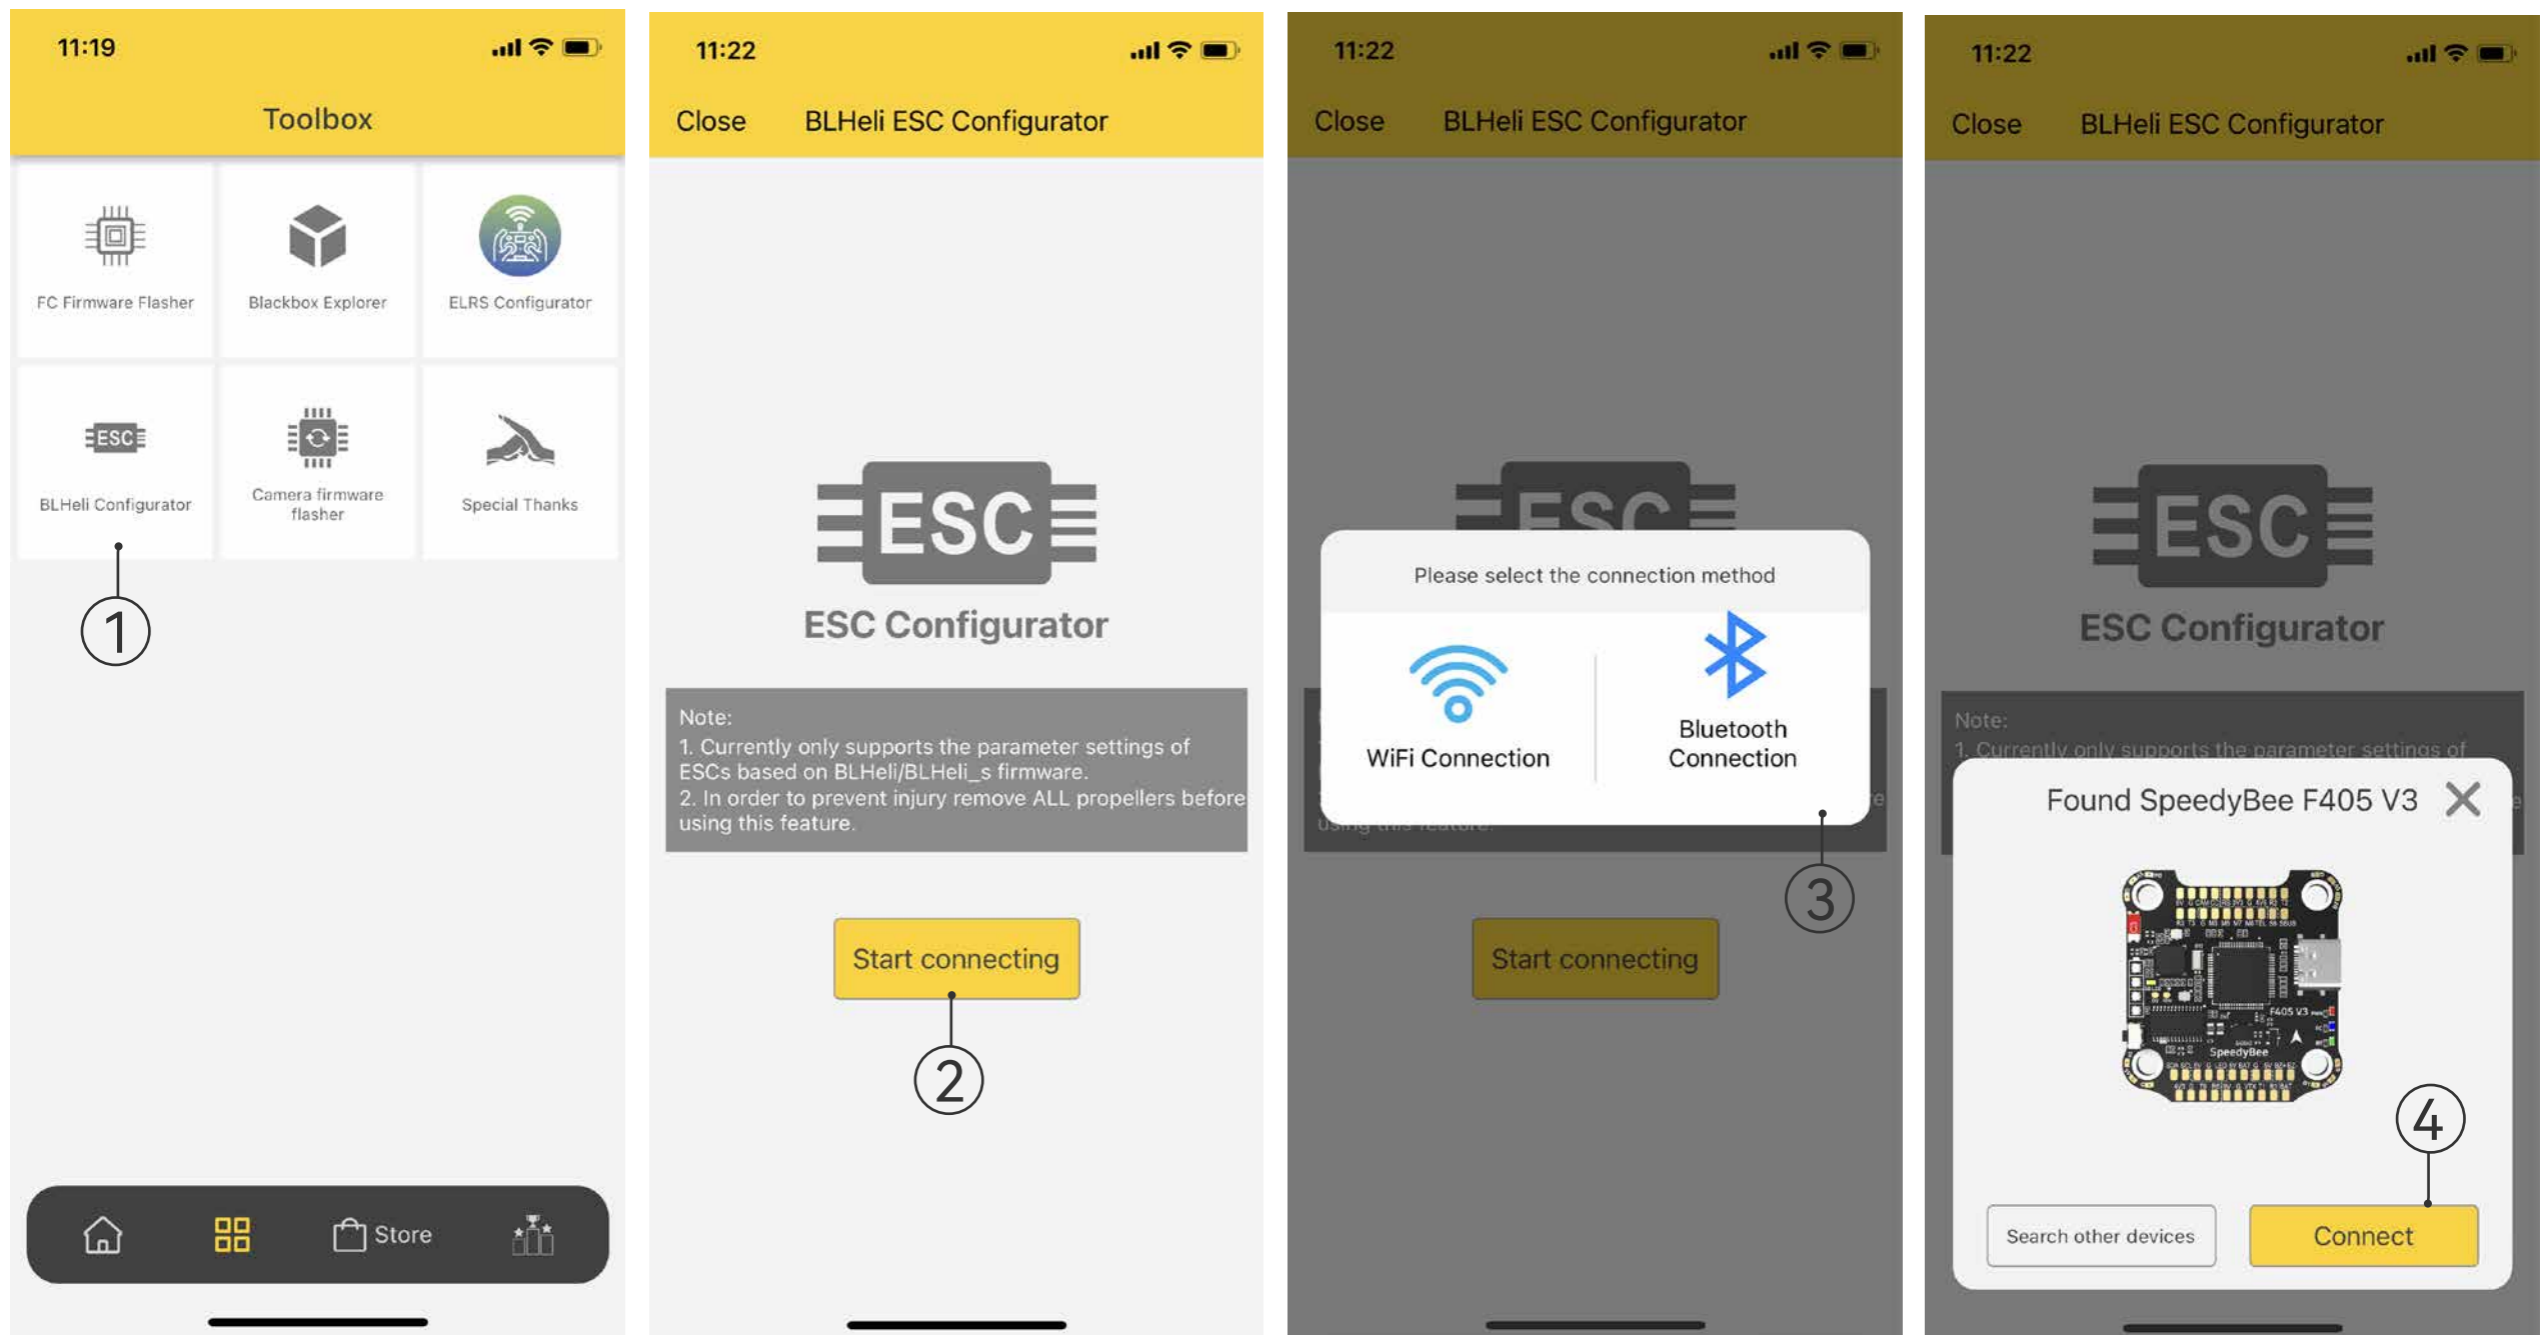 11:19
Toolbox
FC Firmware Flasher
Blackbox Explorer
ELRS Configurator
ESC
BLHeli Configurator
Camera firmware
flasher
Special Thanks
1
Store
11:22
Close
BLHeli ESC Configurator
ESC
ESC Configurator
Note:
1. Currently only supports the parameter settings of
ESCs based on BLHeli/BLHeli_s firmware.
2. In order to prevent injury remove ALL propellers before
using this feature.
Start connecting
2
11:22
Close
BLHeli ESC Configurator
ESC
Please select the connection method
WiFi Connection
Bluetooth
Connection
using this feature.
3
Start connecting
11:22
Close
BLHeli ESC Configurator
ESC
ESC Configurator
Note:
1. Currently only supports the parameter settings of
Found SpeedyBee F405 V3
F405 V3
SpeedyBee
4
Search other devices
Connect